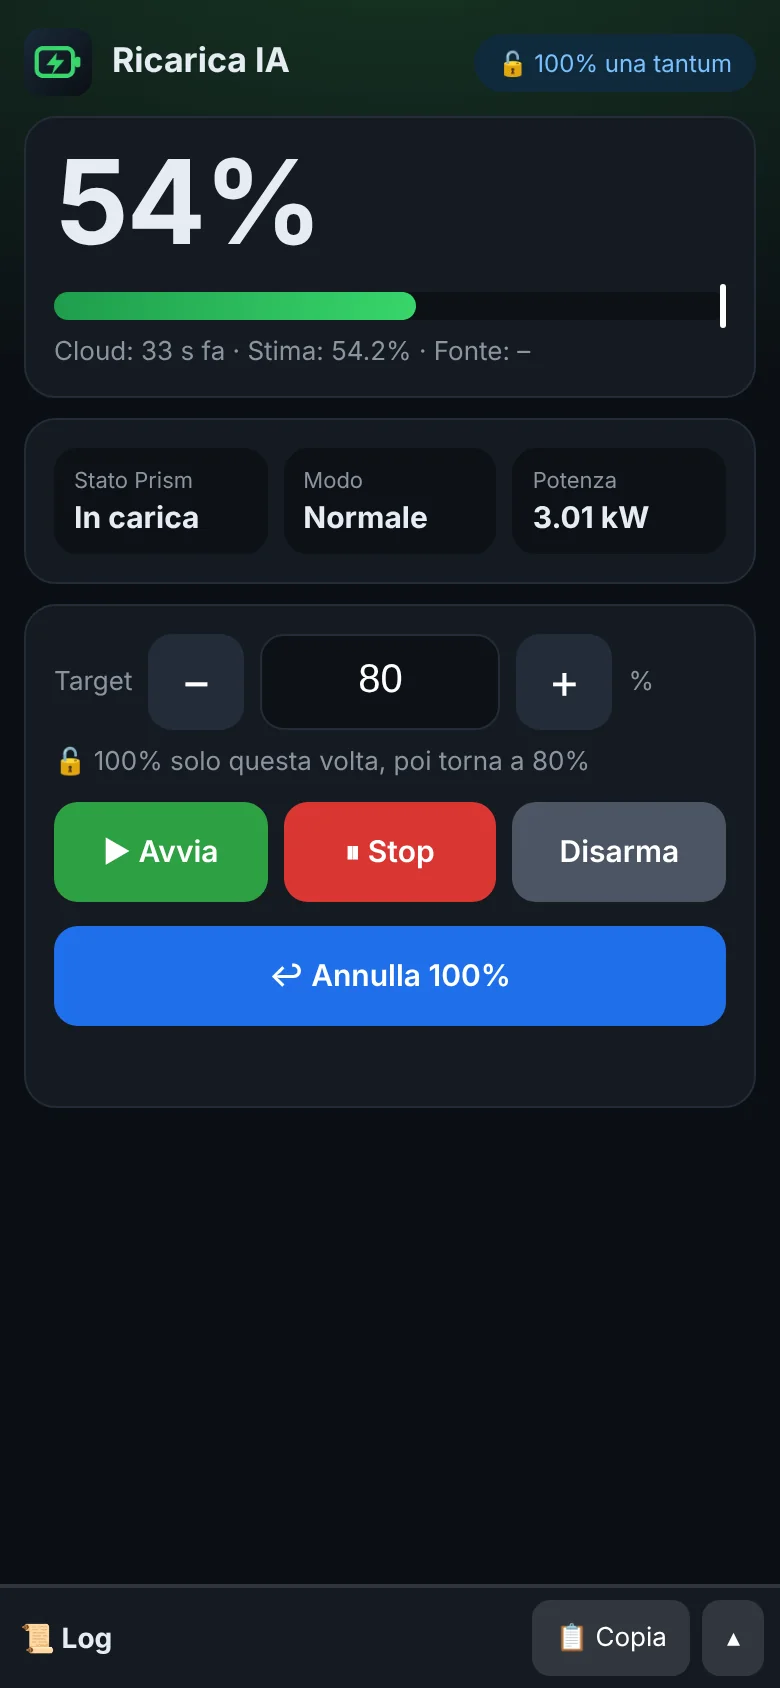 Ricarica IA
🔓 100% una tantum
54%
Cloud: 33 s fa · Stima: 54.2% · Fonte: –
Stato Prism
In carica
Modo
Normale
Potenza
3.01 kW
Target
−
80
+
%
🔓 100% solo questa volta, poi torna a 80%
▶ Avvia
⏸ Stop
Disarma
↩ Annulla 100%
📜 Log
📋 Copia
▲